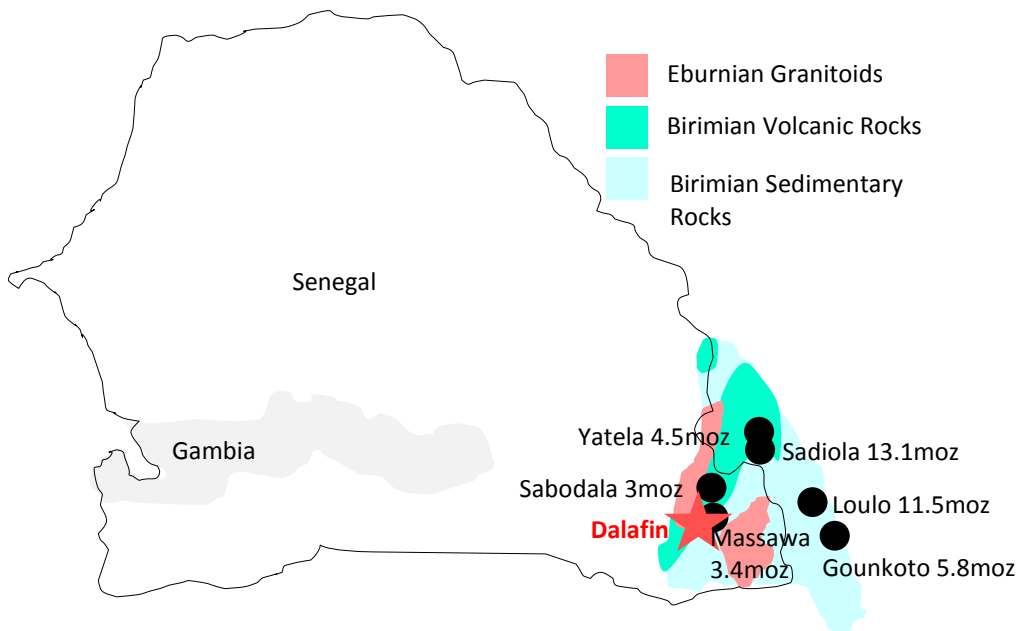 Eburnian Granitoids
Birimian Volcanic Rocks
Birimian Sedimentary
Rocks
Senegal
Gambia
Yatela 4.5moz
Sadiola 13.1moz
Sabodala 3moz
Loulo 11.5moz
Dalafin
Massawa
3.4moz
Gounkoto 5.8moz